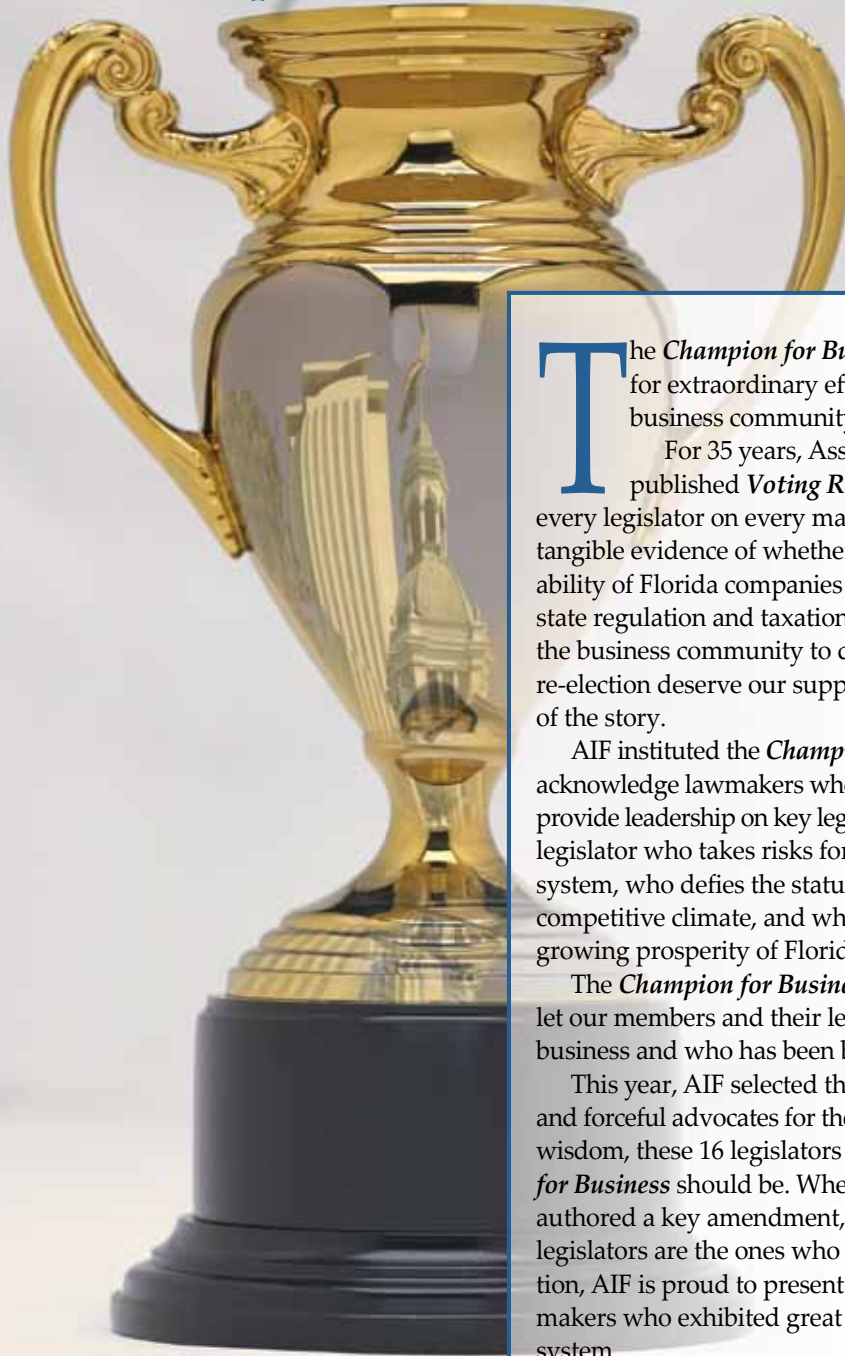 The Champion for Bu
for extraordinary ef
business community
For 35 years, Ass
published Voting R
every legislator on every ma
tangible evidence of whether
ability of Florida companies
state regulation and taxation
the business community to c
re-election deserve our supp
of the story.
AIF instituted the Champ
acknowledge lawmakers who
provide leadership on key leg
legislator who takes risks for
system, who defies the statu
competitive climate, and wh
growing prosperity of Florid
The Champion for Busine
let our members and their le
business and who has been b
This year, AIF selected th
and forceful advocates for the
wisdom, these 16 legislators
for Business should be. Whe
authored a key amendment,
legislators are the ones who
tion, AIF is proud to present
makers who exhibited great
system